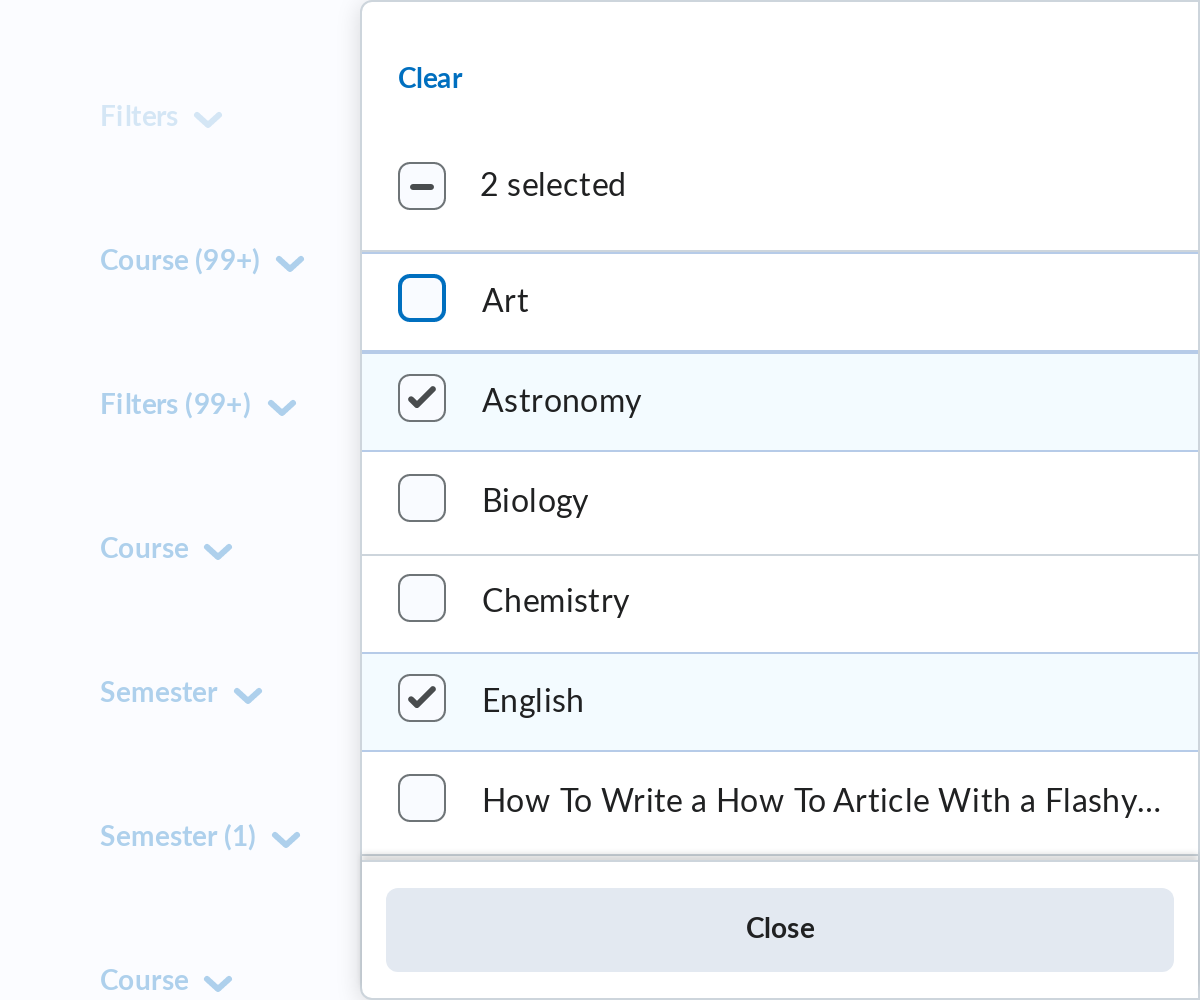 Filters
Course (99+)
Filters (99+)
Course
Semester
Semester (1)
Course
Clear
2 selected
Art
Astronomy
Biology
Chemistry
English
How To Write a How To Article With a Flashy...
Close